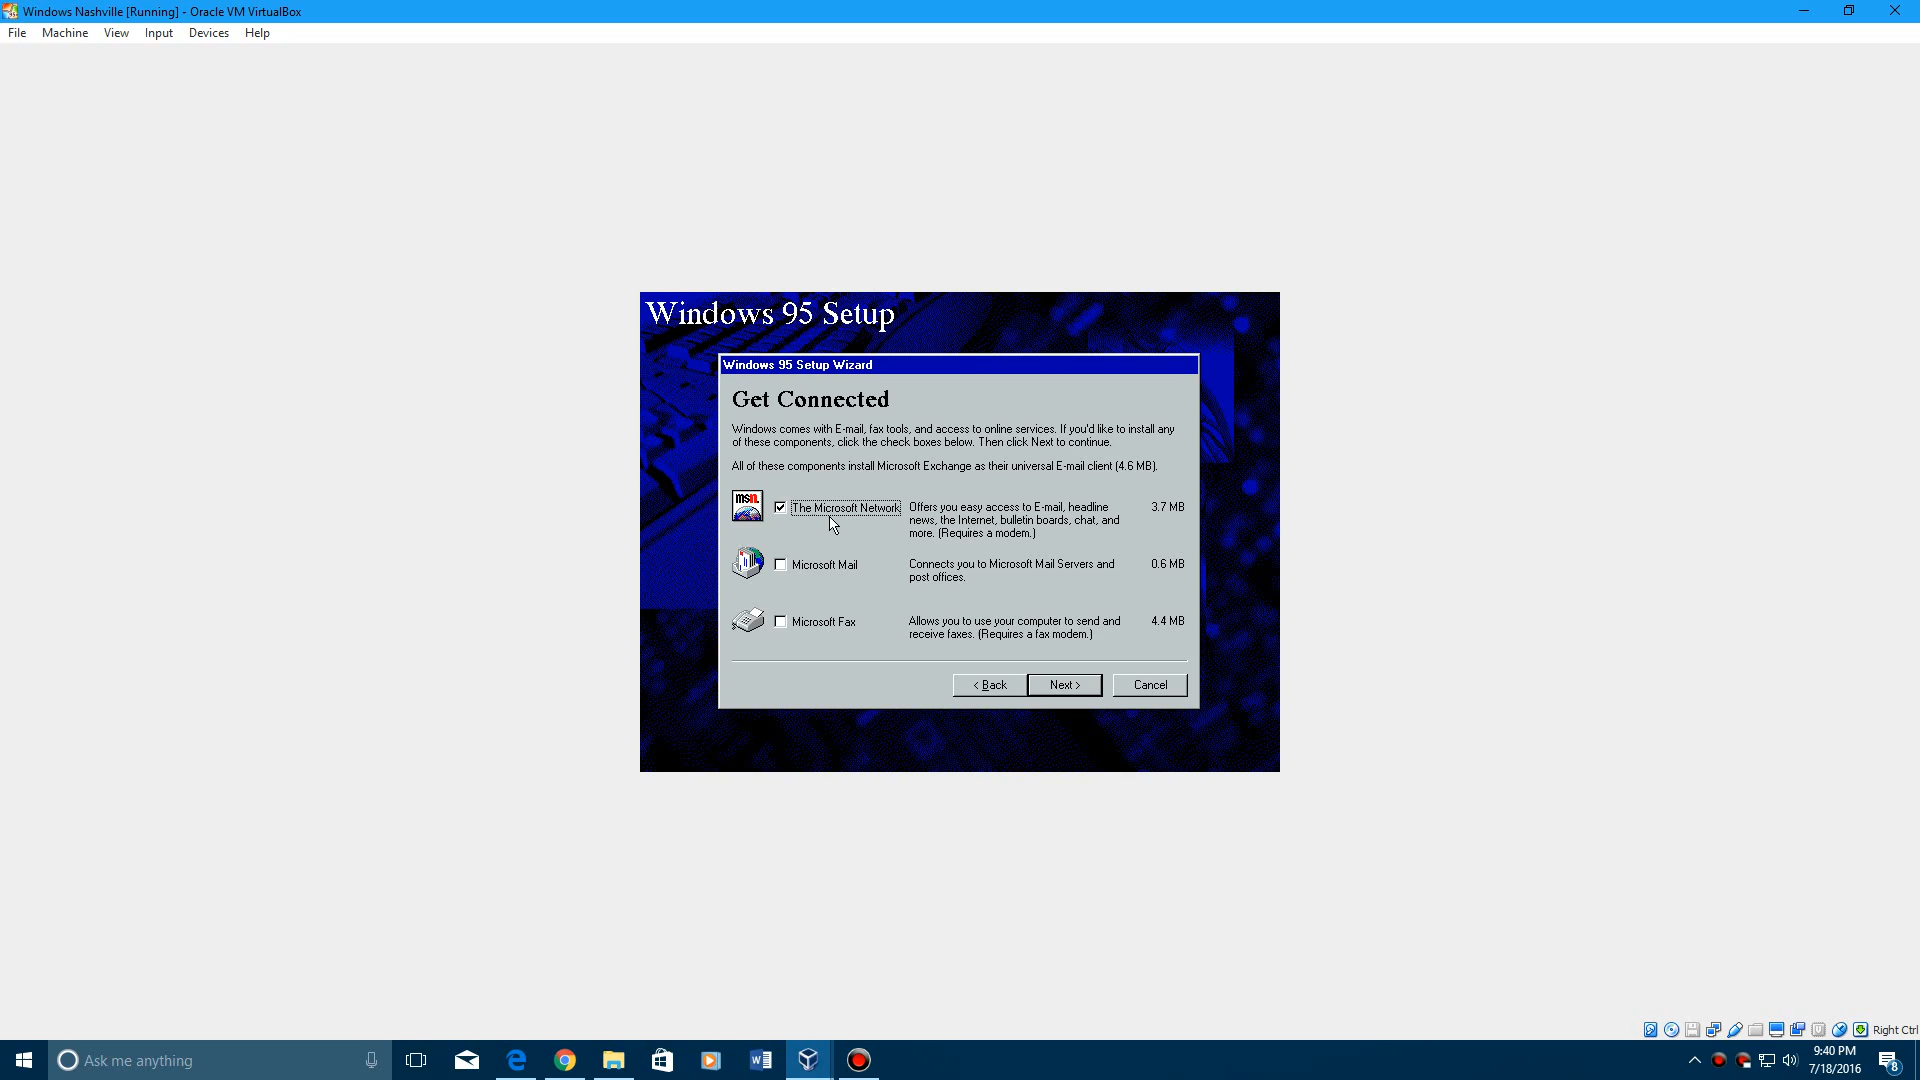 Windows Nashville [Running] - Oracle VM VirtualBox
File Machine View Input Devices Help
Windows 95 Setup
Windows 95 Setup Wizard
Get Connected
Windows comes with E-mail, fax tools, and access to online services. If you'd like to install any
of these components, click the check boxes below. Then click Next to continue.
All of these components install Microsoft Exchange as their universal E-mail client (4.6 MB).
msn.
The Microsoft Network
Offers you easy access to E-mail, headline
news, the Internet, bulletin boards, chat, and
more. (Requires a modem.)
3.7 MB
Microsoft Mail
Connects you to Microsoft Mail Servers and
post offices.
0.6 MB
Microsoft Fax
Allows you to use your computer to send and
receive faxes. (Requires a fax modem.)
4.4 MB
< Back Next > Cancel
Right Ctrl
Ask me anything
9:40 PM
7/18/2016
8